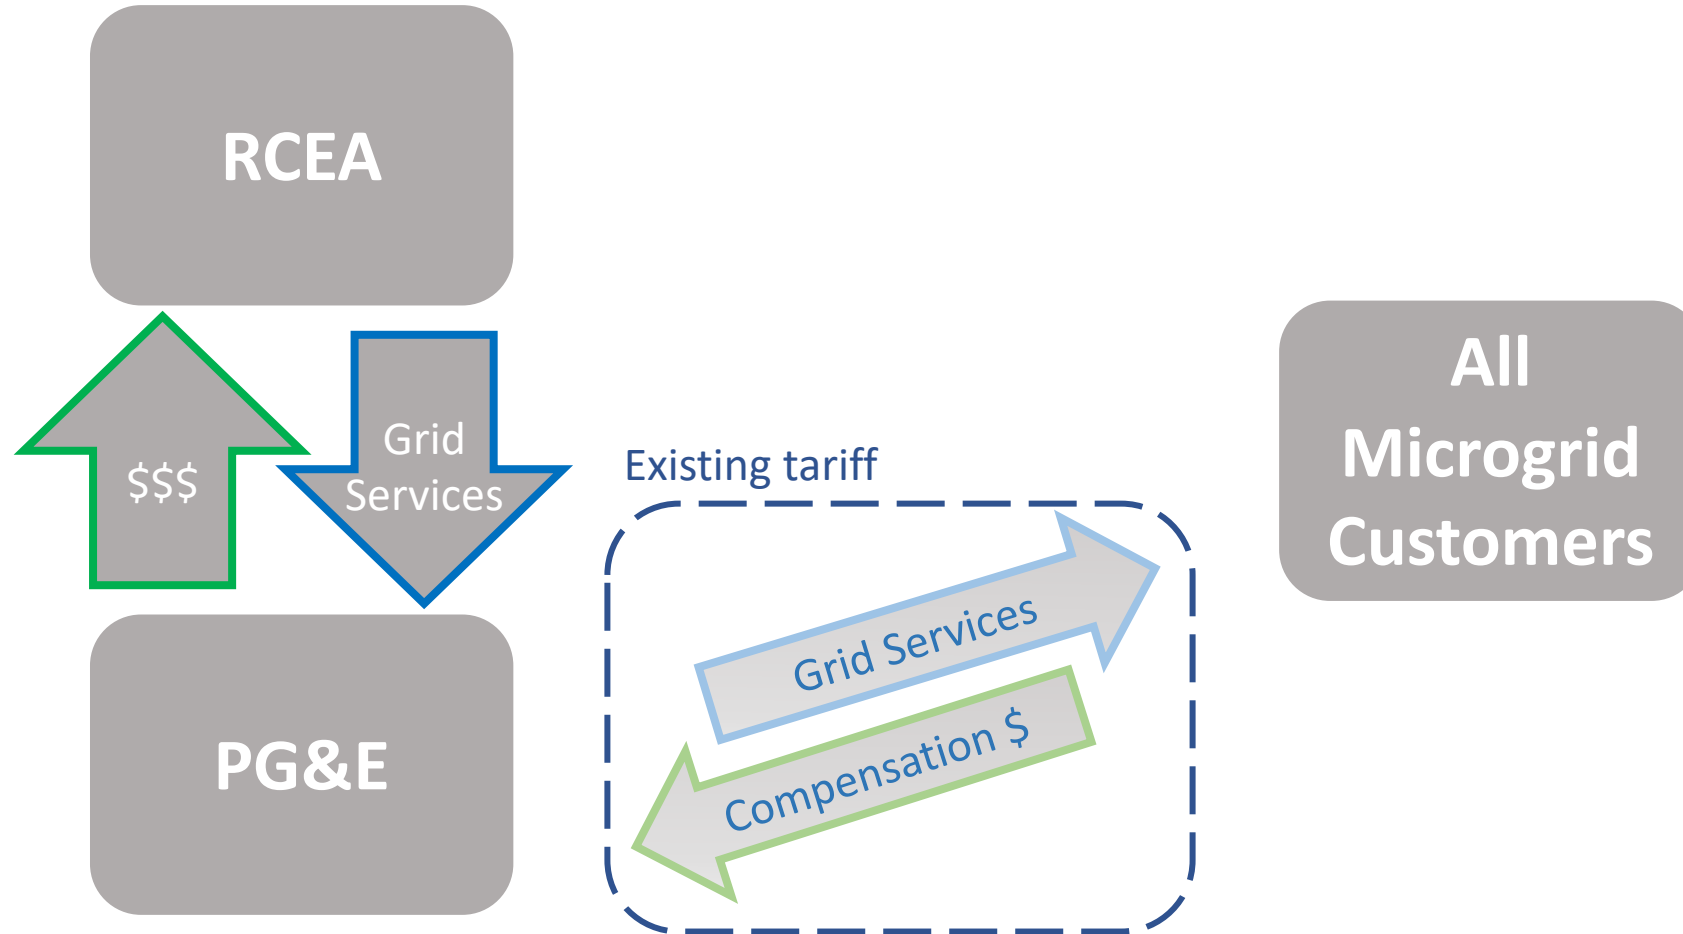 RCEA
$$$
Grid
Services
PG&E
Existing tariff
Grid Services
Compensation $
All
Microgrid
Customers